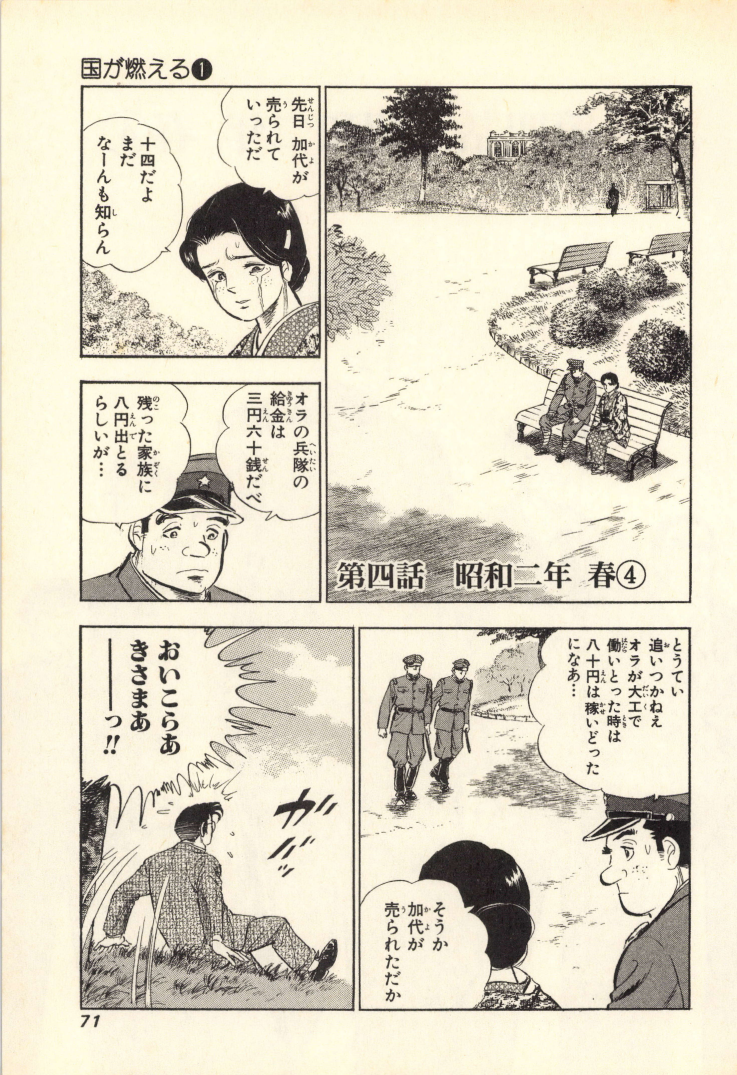 国が燃える❶
第四話　昭和二年 春④
先日 加代が
売られて
いっただ
十四だよ
まだ
なーんも知らん
オラの兵隊の
給金は
三円六十銭だべ
残った家族に
八円出とる
らしいが…
とうてい
追いつかねえ
オラが大工で
働いとった時は
八十円は稼いどった
になあ…
そうか
加代が
売られただか
おいこらあ
きさまあ
――っ!!
ガバッ
71